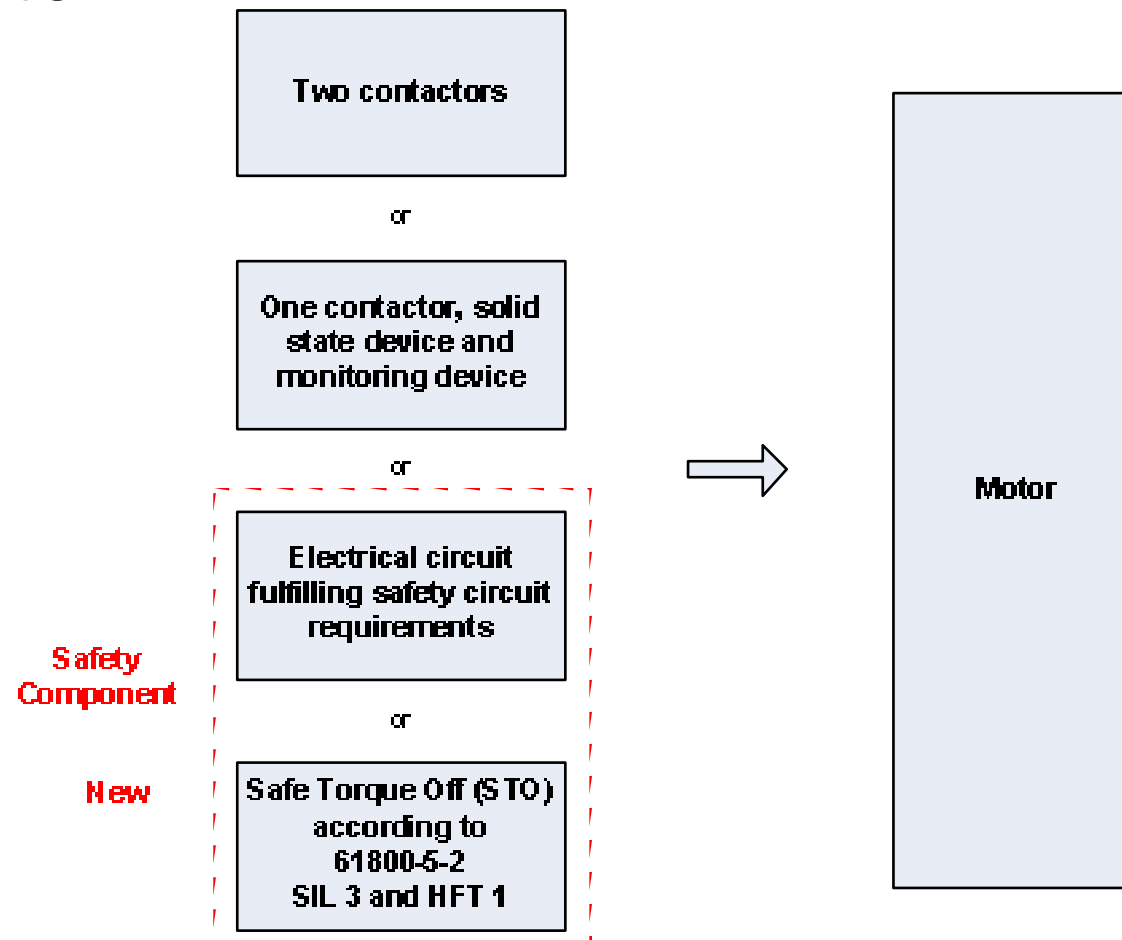 Two contactors
or
One contactor, solid
state device and
monitoring device
or
Electrical circuit
fulfilling safety circuit
requirements
Safety
Component
or
New
Safe Torque Off (STO)
according to
61800-5-2
SIL 3 and HFT 1
Motor